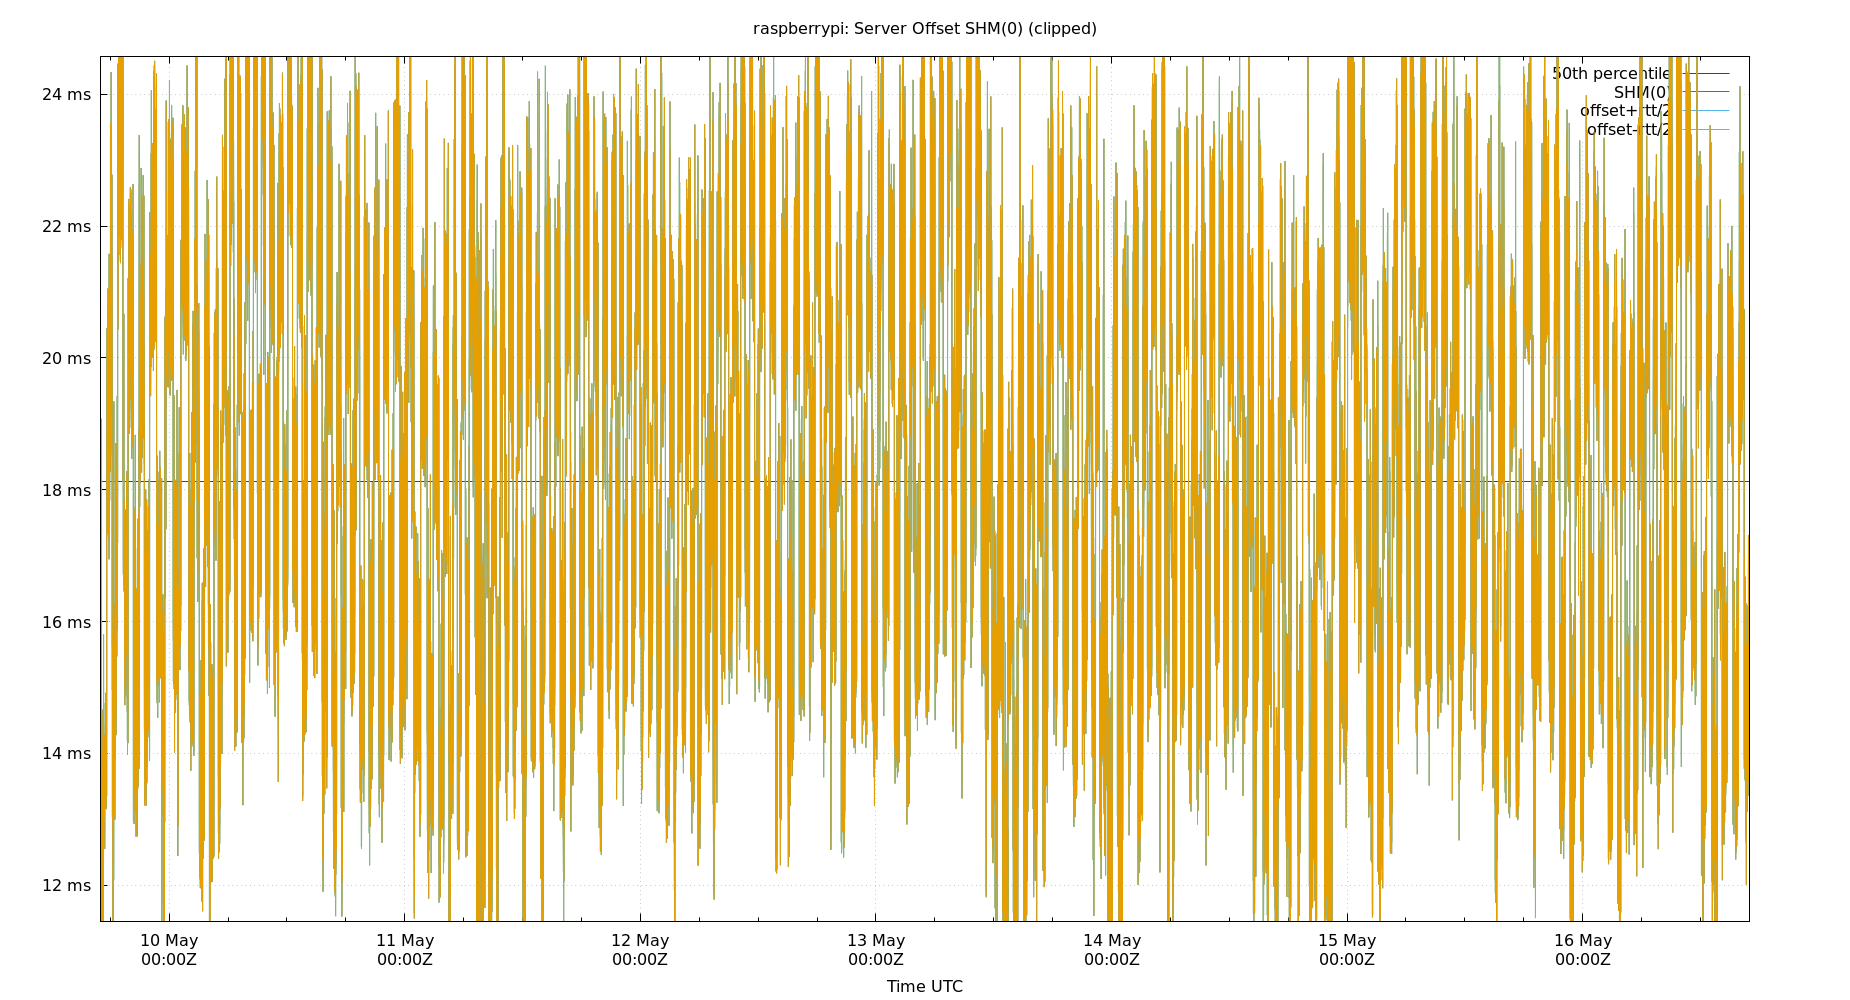 raspberrypi: Server Offset SHM(0) (clipped)
50th percentile
SHM(0)
offset+rtt/2
offset-rtt/2
24 ms
22 ms
20 ms
18 ms
16 ms
14 ms
12 ms
10 May 11 May 12 May 13 May 14 May 15 May 16 May
00:00Z 00:00Z 00:00Z 00:00Z 00:00Z 00:00Z 00:00Z
Time UTC